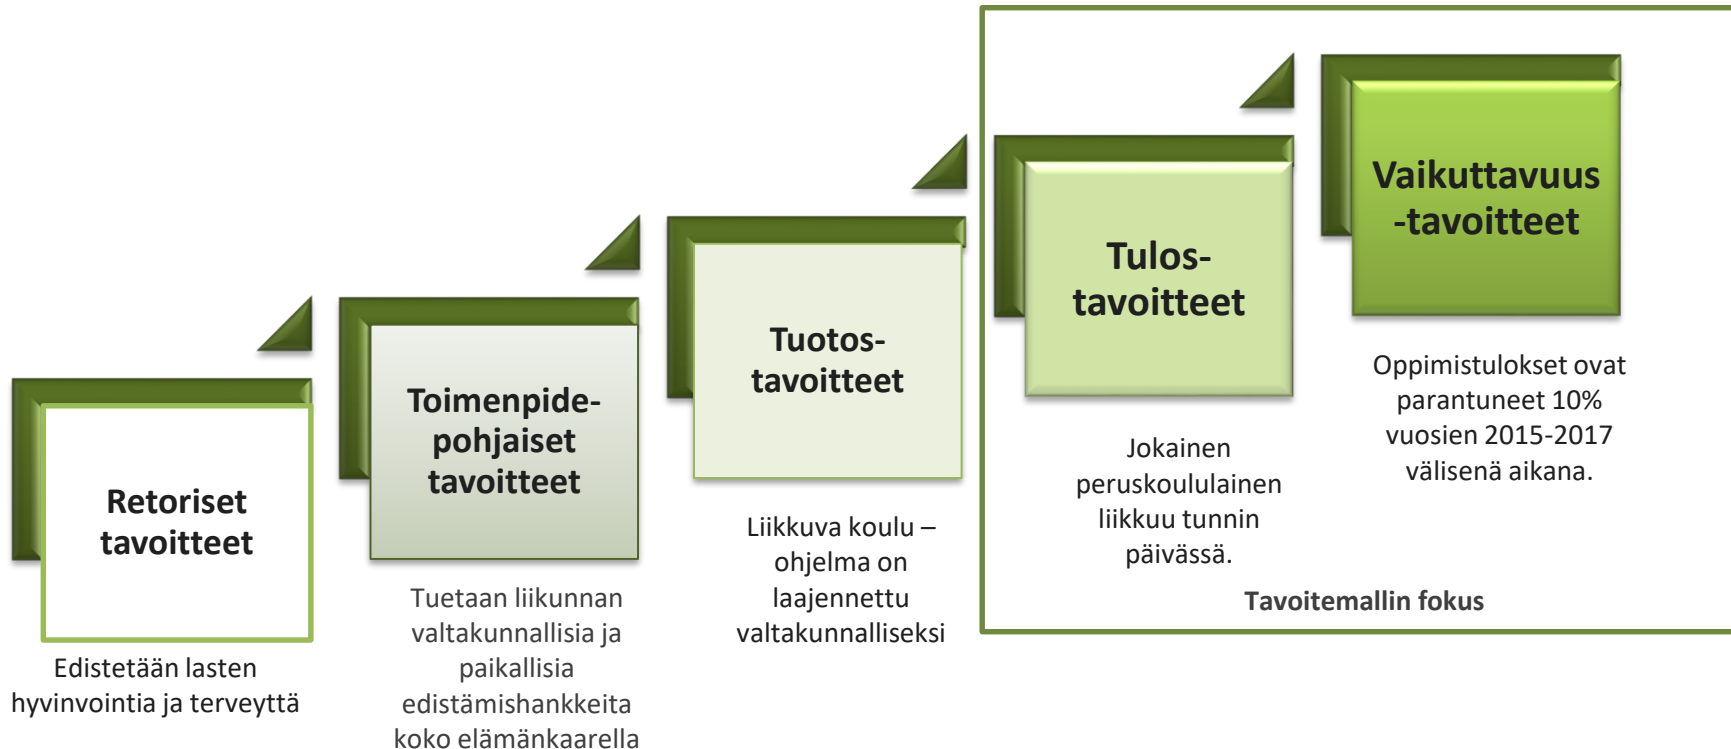 Retoriset
tavoitteet
Edistetään lasten
hyvinvointia ja terveyttä
Toimenpide-
pohjaiset
tavoitteet
Tuetaan liikunnan
valtakunnallisia ja
paikallisia
edistämishankkeita
koko elämänkaarella
Tuotos-
tavoitteet
Liikkuva koulu –
ohjelma on
laajennettu
valtakunnalliseksi
Tulos-
tavoitteet
Jokainen
peruskoululainen
liikkuu tunnin
päivässä.
Vaikuttavuus
-tavoitteet
Oppimistulokset ovat
parantuneet 10%
vuosien 2015-2017
välisenä aikana.
Tavoitemallin fokus